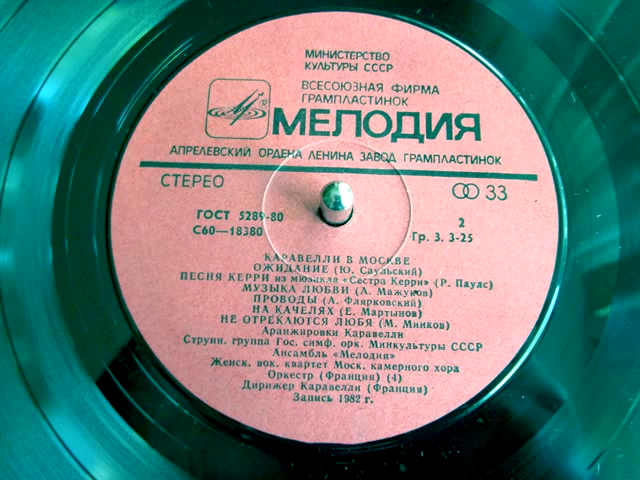 МИНИСТЕРСТВО
КУЛЬТУРЫ СССР
ВСЕСОЮЗНАЯ ФИРМА
ГРАМПЛАСТИНОК
® МЕЛОДИЯ
АПРЕЛЕВСКИЙ ОРДЕНА ЛЕНИНА ЗАВОД ГРАМПЛАСТИНОК
СТЕРЕО 33
ГОСТ 5289-80 2
С60—18380 Гр. 3. 3-25
КАРАВЕЛЛИ В МОСКВЕ
ОЖИДАНИЕ (Ю. Саульский)
ПЕСНЯ КЕРРИ из мюзикла «Сестра Керри» (Р. Паулс)
МУЗЫКА ЛЮБВИ (А. Мажуков)
ПРОВОДЫ (А. Флярковский)
НА КАЧЕЛЯХ (Е. Мартынов)
НЕ ОТРЕКАЮТСЯ ЛЮБЯ (М. Минков)
Аранжировки Каравелли
Струнн. группа Гос. симф. орк. Минкультуры СССР
Ансамбль «Мелодия»
Женск. вок. квартет Моск. камерного хора
Оркестр (Франция) (4)
Дирижер Каравелли (Франция)
Запись 1982 г.